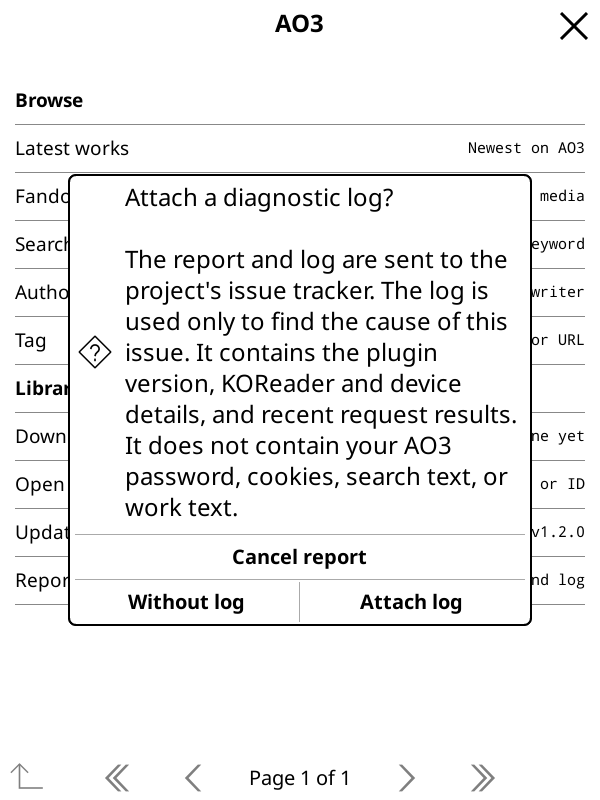 AO3
Browse
Latest works Newest on AO3
Fando media
Search eyword
Autho writer
Tag or URL
Librar
Down ne yet
Open or ID
Updat v1.2.0
Repor nd log
Attach a diagnostic log?
The report and log are sent to the
project's issue tracker. The log is
used only to find the cause of this
issue. It contains the plugin
version, KOReader and device
details, and recent request results.
It does not contain your AO3
password, cookies, search text, or
work text.
Cancel report
Without log Attach log
Page 1 of 1